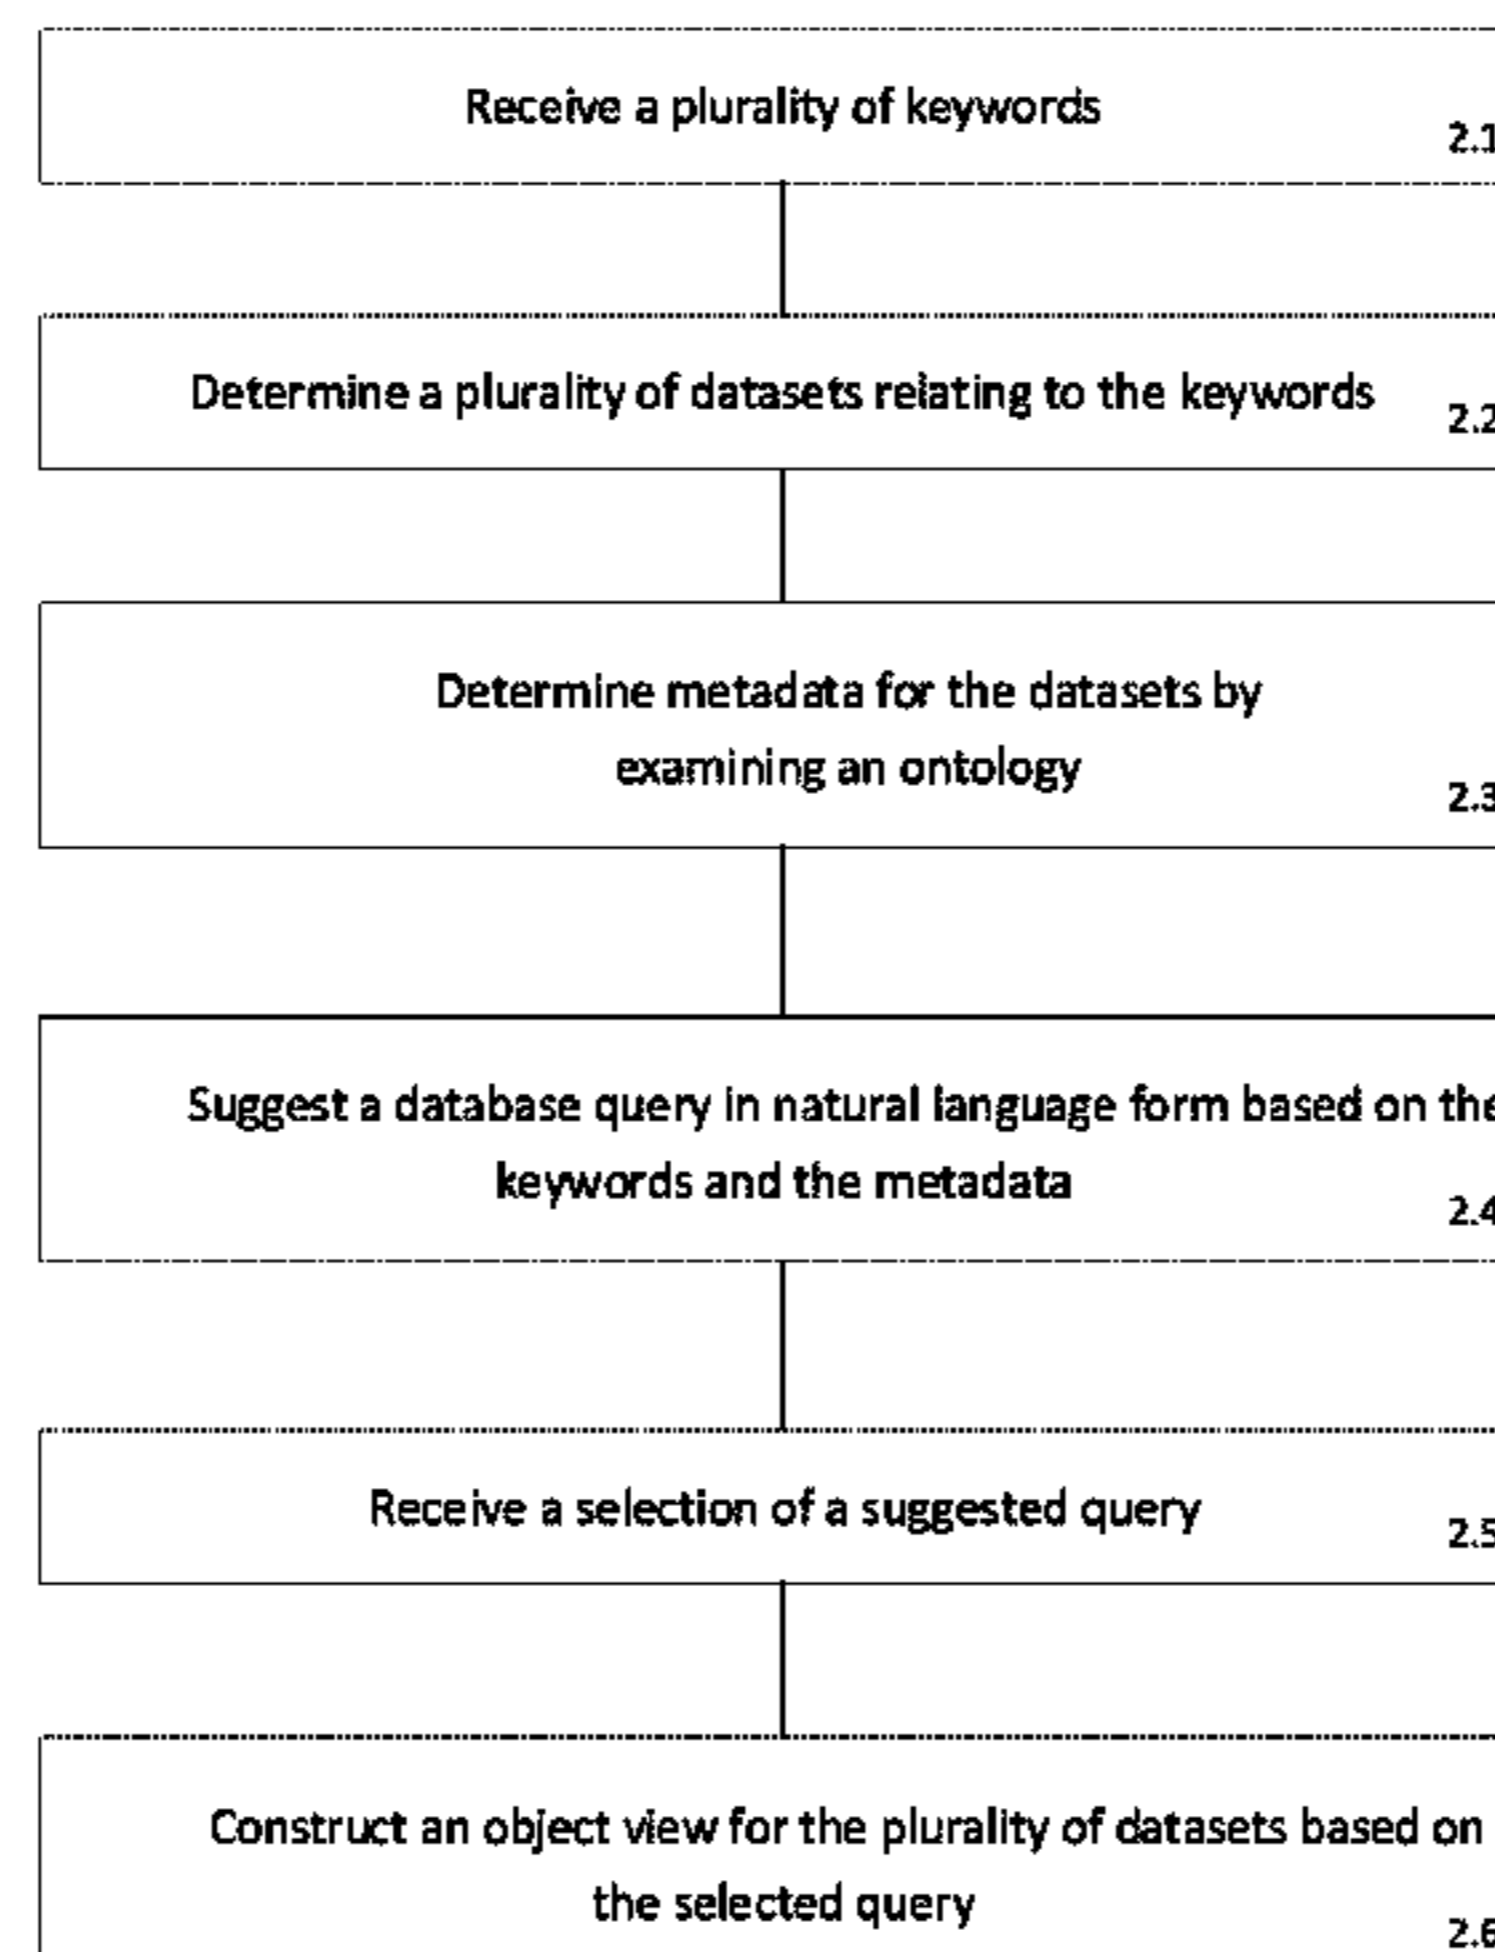 Receive a plurality of keywords
2.1
Determine a plurality of datasets relating to the keywords
2.2
Determine metadata for the datasets by
examining an ontology
2.3
Suggest a database query in natural language form based on the
keywords and the metadata
2.4
Receive a selection of a suggested query
2.5
Construct an object view for the plurality of datasets based on
the selected query
2.6